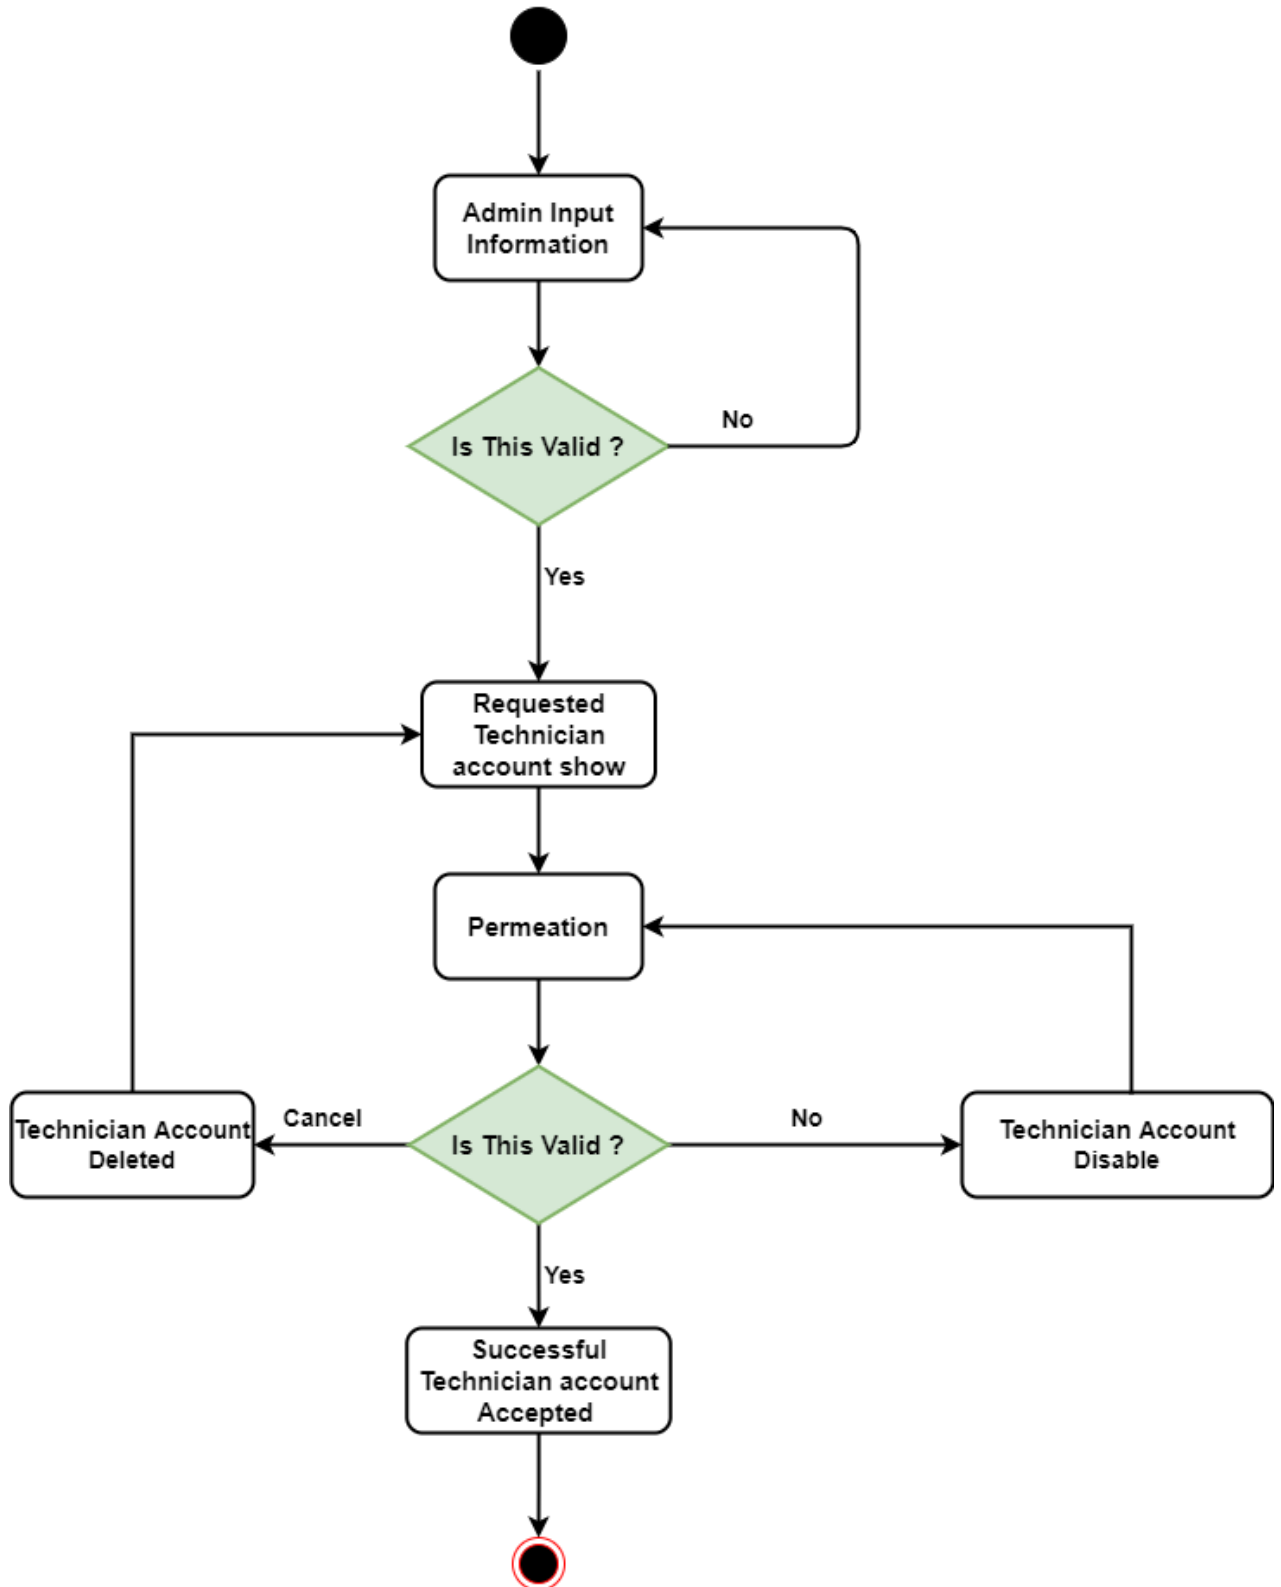 Admin Input
Information
Is This Valid ?
No
Yes
Requested
Technician
account show
Permeation
Technician Account
Deleted
Cancel
Is This Valid ?
No
Technician Account
Disable
Yes
Successful
Technician account
Accepted